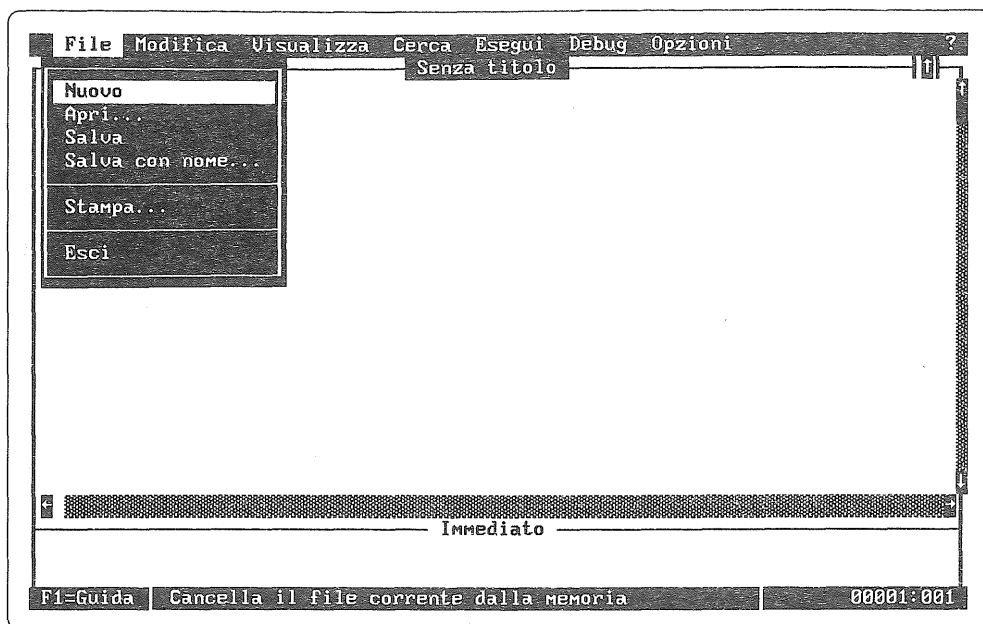 File Modifica Visualizza Cerca Esegui Debug Opzioni ?
Senza titolo
Nuovo
Apri...
Salva
Salva con nome...
Stampa...
Esci
Immediato
F1=Guida Cancella il file corrente dalla memoria 00001:001